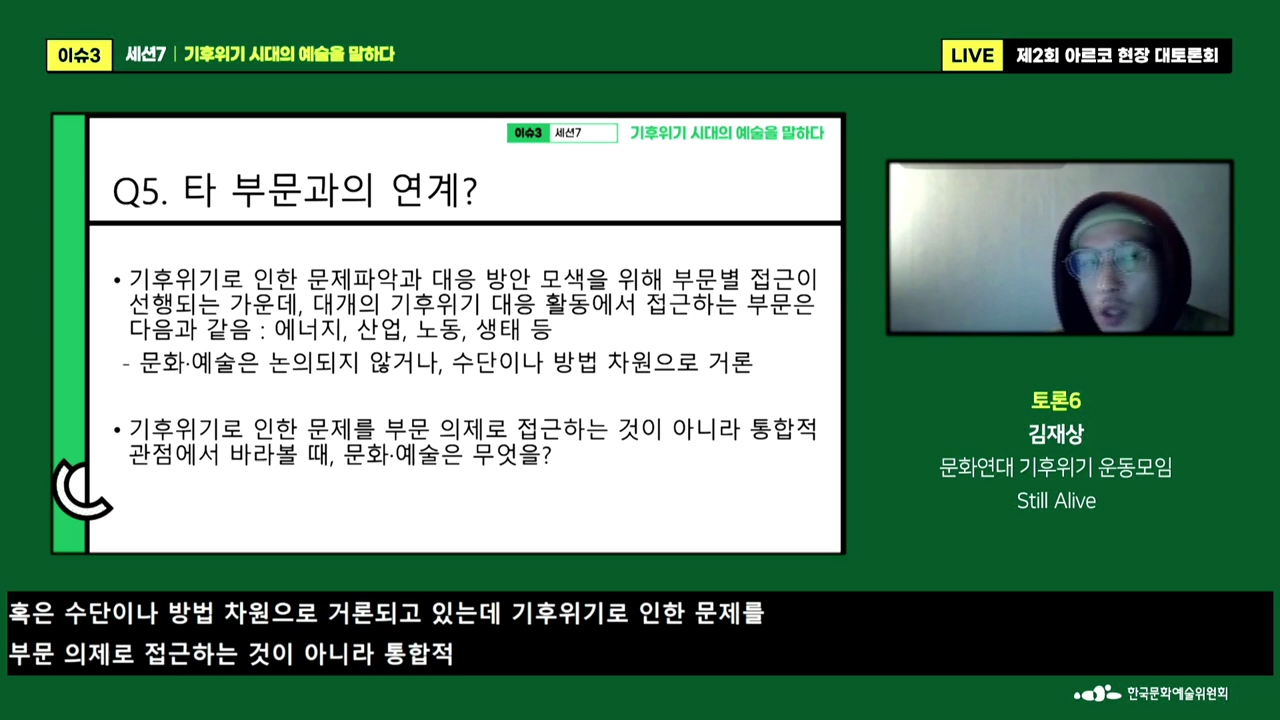 이슈3 세션7 | 기후위기 시대의 예술을 말하다
LIVE 제2회 아르코 현장 대토론회
이슈3 세션7 기후위기 시대의 예술을 말하다
Q5. 타 부문과의 연계?
• 기후위기로 인한 문제파악과 대응 방안 모색을 위해 부문별 접근이
선행되는 가운데, 대개의 기후위기 대응 활동에서 접근하는 부문은
다음과 같음 : 에너지, 산업, 노동, 생태 등
- 문화·예술은 논의되지 않거나, 수단이나 방법 차원으로 거론
• 기후위기로 인한 문제를 부문 의제로 접근하는 것이 아니라 통합적
관점에서 바라볼 때, 문화·예술은 무엇을?
토론6
김재상
문화연대 기후위기 운동모임
Still Alive
혹은 수단이나 방법 차원으로 거론되고 있는데 기후위기로 인한 문제를
부문 의제로 접근하는 것이 아니라 통합적
한국문화예술위원회